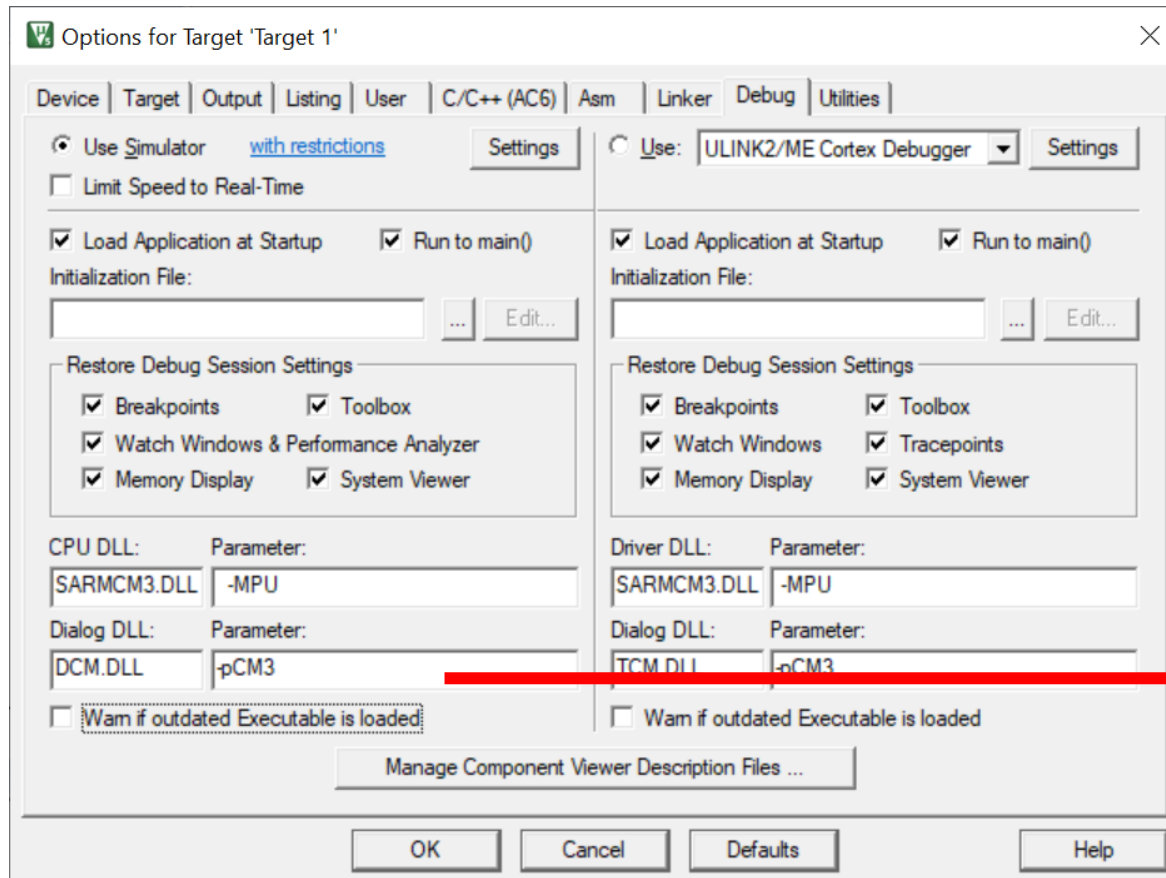 Options for Target 'Target 1'
Device Target Output Listing User C/C++ (AC6) Asm Linker Debug Utilities
Use Simulator with restrictions Settings
Limit Speed to Real-Time
Use: ULINK2/ME Cortex Debugger Settings
Load Application at Startup Run to main()
Initialization File:
... Edit...
Restore Debug Session Settings
Breakpoints Toolbox
Watch Windows & Performance Analyzer
Memory Display System Viewer
CPU DLL: Parameter:
SARMCM3.DLL -MPU
Dialog DLL: Parameter:
DCM.DLL -pCM3
Warn if outdated Executable is loaded
Load Application at Startup Run to main()
Initialization File:
... Edit...
Restore Debug Session Settings
Breakpoints Toolbox
Watch Windows Tracepoints
Memory Display System Viewer
Driver DLL: Parameter:
SARMCM3.DLL -MPU
Dialog DLL: Parameter:
TCM.DLL -pCM3
Warn if outdated Executable is loaded
Manage Component Viewer Description Files ...
OK Cancel Defaults Help